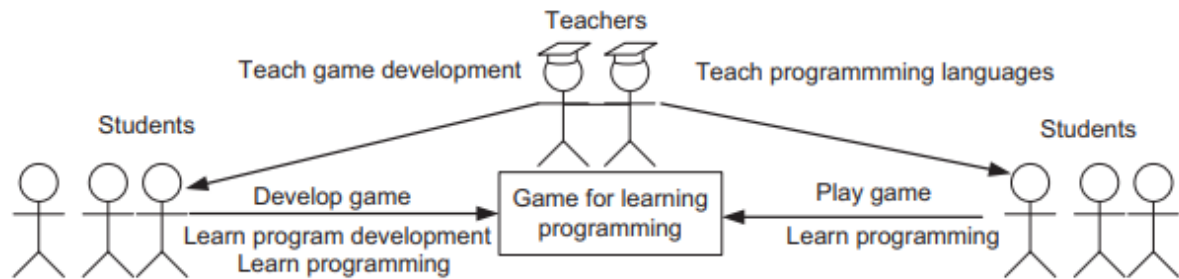 Teachers
Teach game development
Teach programmming languages
Students
Students
Develop game
Game for learning
programming
Play game
Learn program development
Learn programming
Learn programming